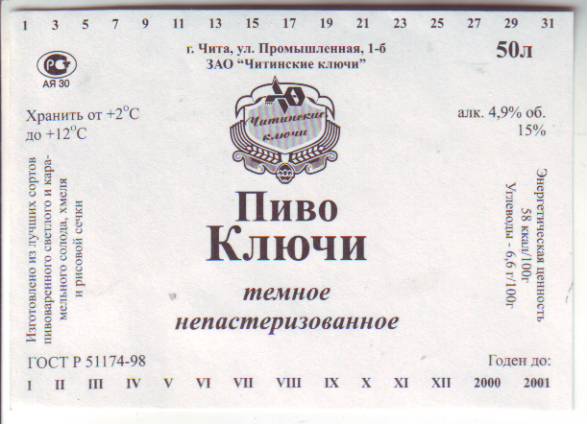 1 3 5 7 9 11 13 15 17 19 21 23 25 27 29 31
г. Чита, ул. Промышленная, 1-б
ЗАО “Читинские ключи”
50л
РСТ
АЯ 30
Хранить от +2°С
до +12°С
алк. 4,9% об.
15%
Читинские
ключи
Пиво
Ключи
темное
непастеризованное
Изготовлено из лучших сортов
пивоваренного светлого и кара-
мельного солода, хмеля
и рисовой сечки
Энергетическая ценность
58 ккал/100г
Углеводы - 6,6 г/100г
ГОСТ Р 51174-98
Годен до:
I II III IV V VI VII VIII IX X XI XII 2000 2001